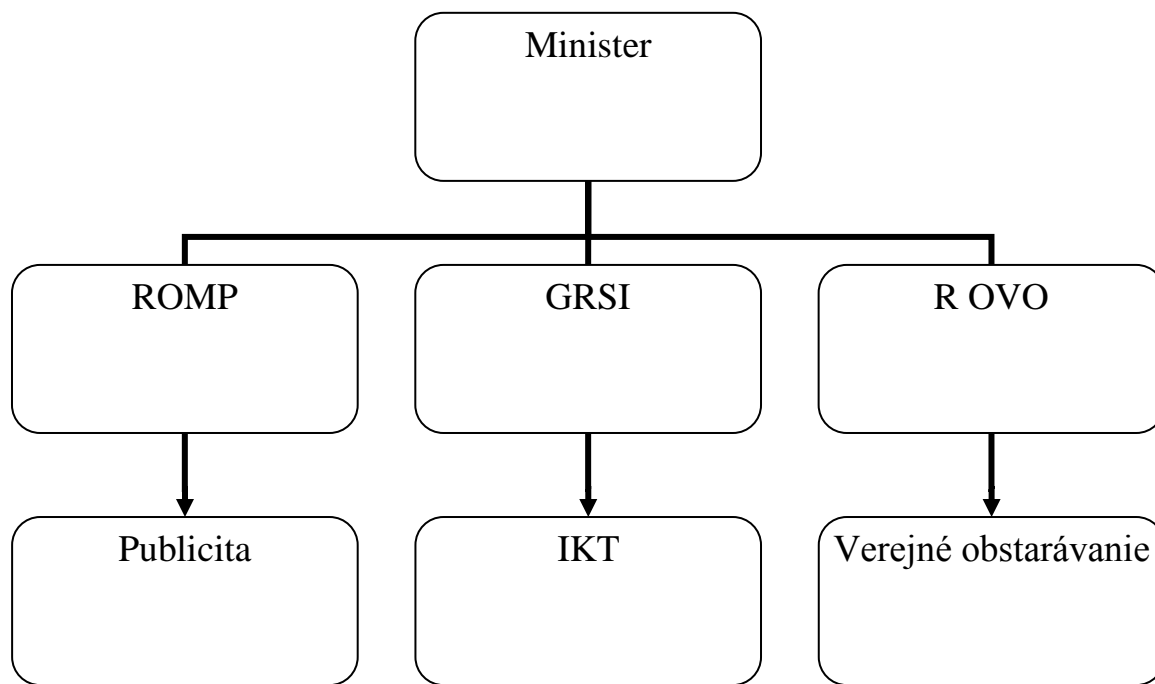 Minister
ROMP
GRSI
R OVO
Publicita
IKT
Verejné obstarávanie